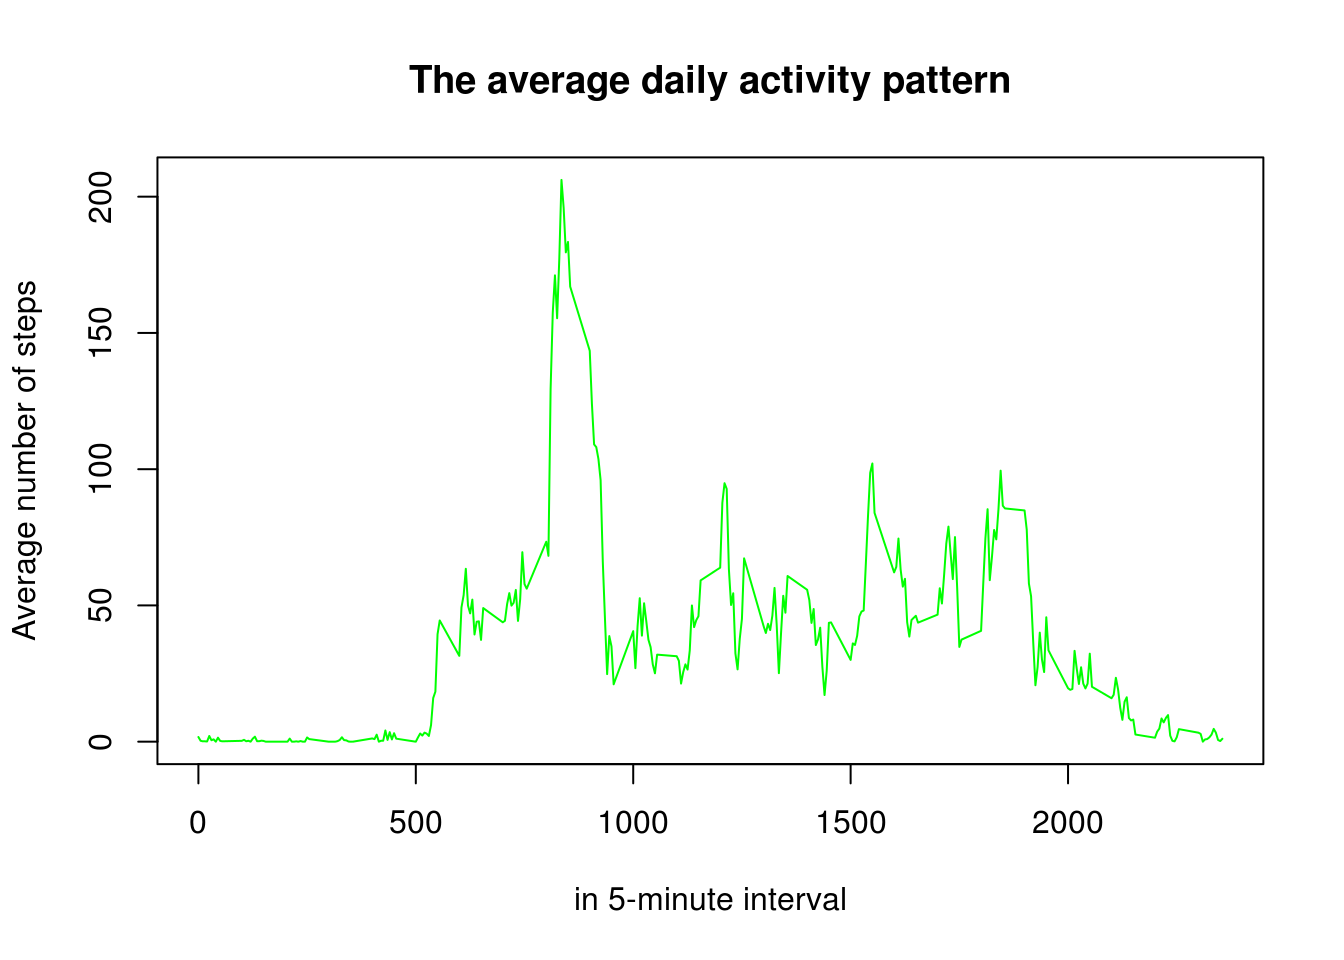 The average daily activity pattern
Average number of steps
200
150
100
50
0
0 500 1000 1500 2000
in 5-minute interval